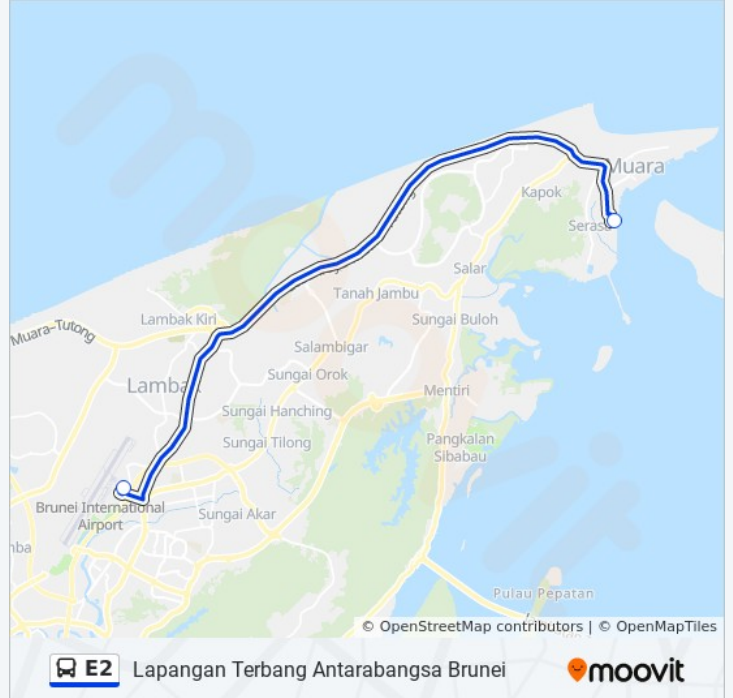 Muara
Kapok
Serasa
Salar
Tanah Jambu
Lambak Kiri
Sungai Buloh
Muara-Tutong
Salambigar
Sungai Orok
Lamba
Mentiri
Sungai Hanching
Sungai Tilong
Pangkalan
Sibabau
Brunei International
Airport
Sungai Akar
mba
Pulau Pepatan
© OpenStreetMap contributors | © OpenMapTiles
E2 Lapangan Terbang Antarabangsa Brunei
moovit